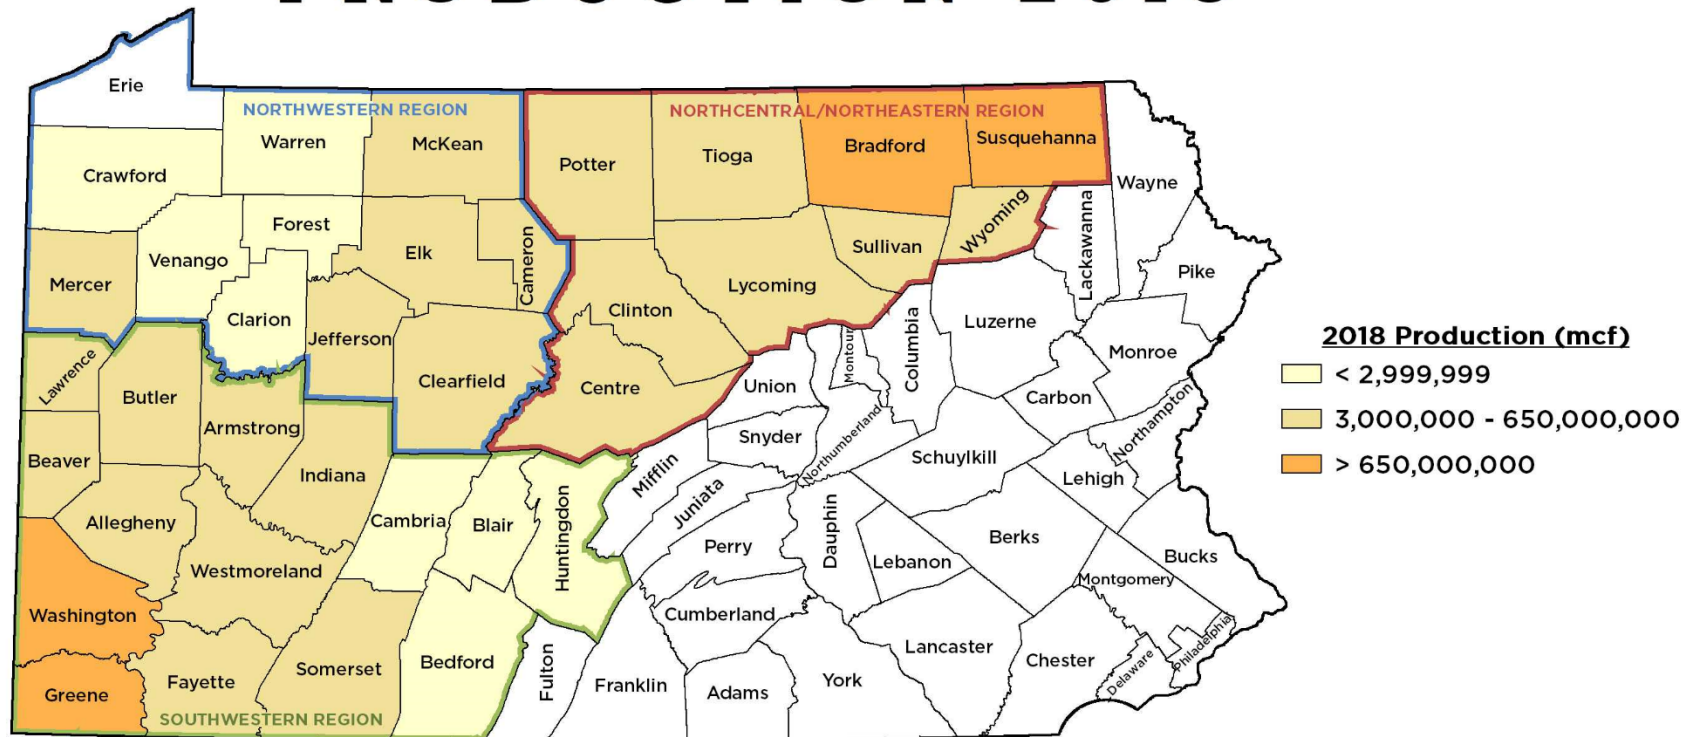 PRODUCTION 2018
Erie
NORTHWESTERN REGION
NORTHCENTRAL/NORTHEASTERN REGION
Warren
McKean
Potter
Tioga
Bradford
Susquehanna
Crawford
Wayne
Forest
Venango
Elk
Cameron
Sullivan
Wyoming
Lackawanna
Pike
Mercer
Clarion
Jefferson
Clinton
Lycoming
Columbia
Luzerne
Monroe
Lawrence
Butler
Clearfield
Centre
Union
Montour
Carbon
Northampton
Armstrong
Snyder
Northumberland
Beaver
Indiana
Mifflin
Schuylkill
Lehigh
Allegheny
Cambria
Blair
Huntingdon
Juniata
Perry
Dauphin
Lebanon
Berks
Bucks
Westmoreland
Montgomery
Washington
Cumberland
Lancaster
Philadelphia
Greene
Fayette
Somerset
Bedford
Fulton
Franklin
Adams
York
Chester
Delaware
SOUTHWESTERN REGION
2018 Production (mcf)
< 2,999,999
3,000,000 - 650,000,000
> 650,000,000